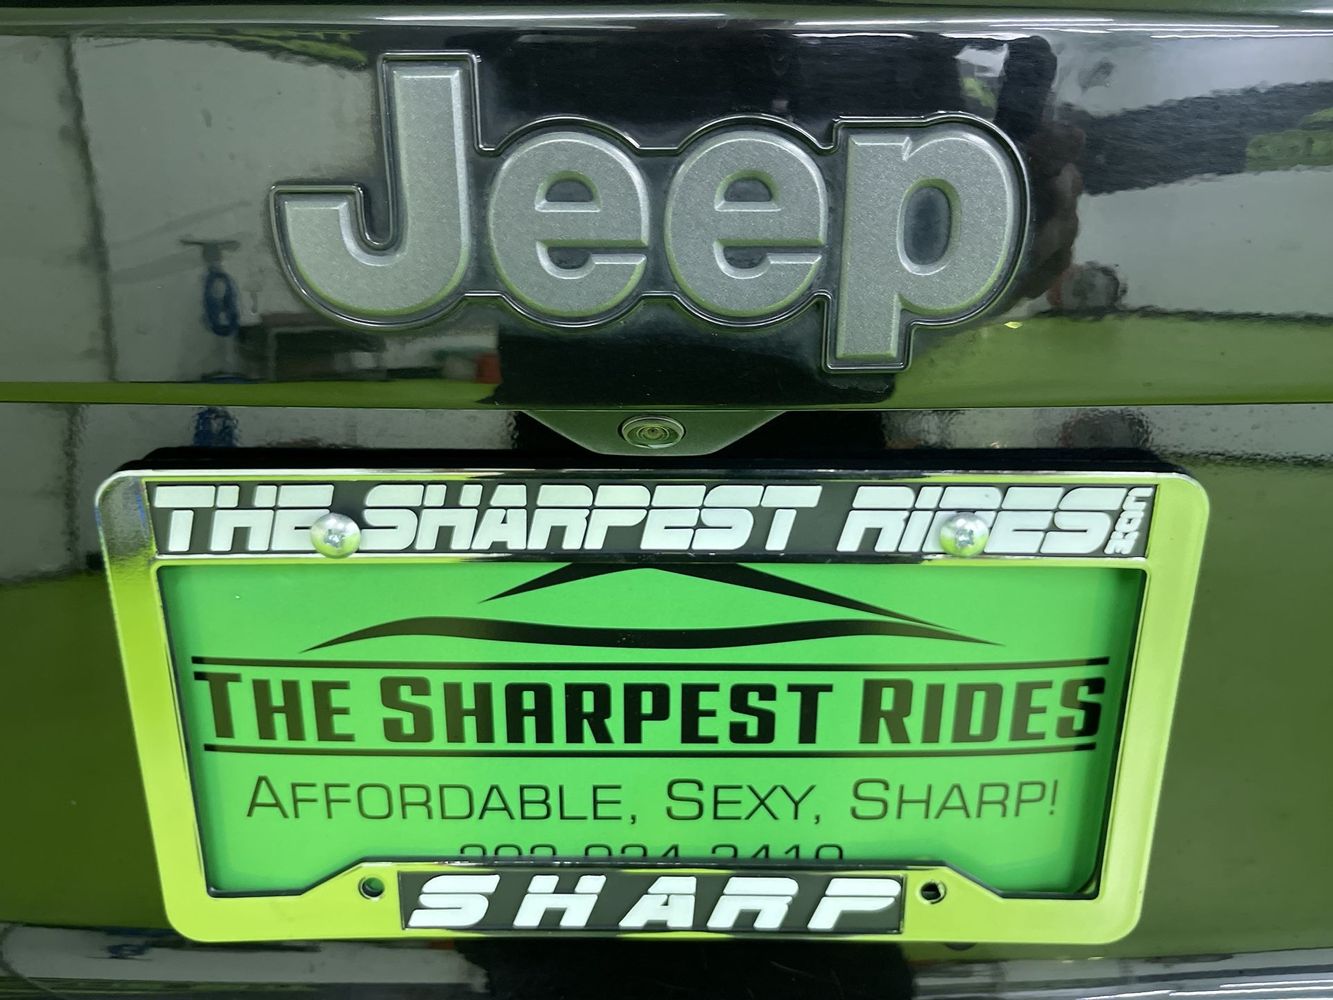 Jeep
THE SHARPEST RIDES.COM
THE SHARPEST RIDES
AFFORDABLE, SEXY, SHARP!
SHARP